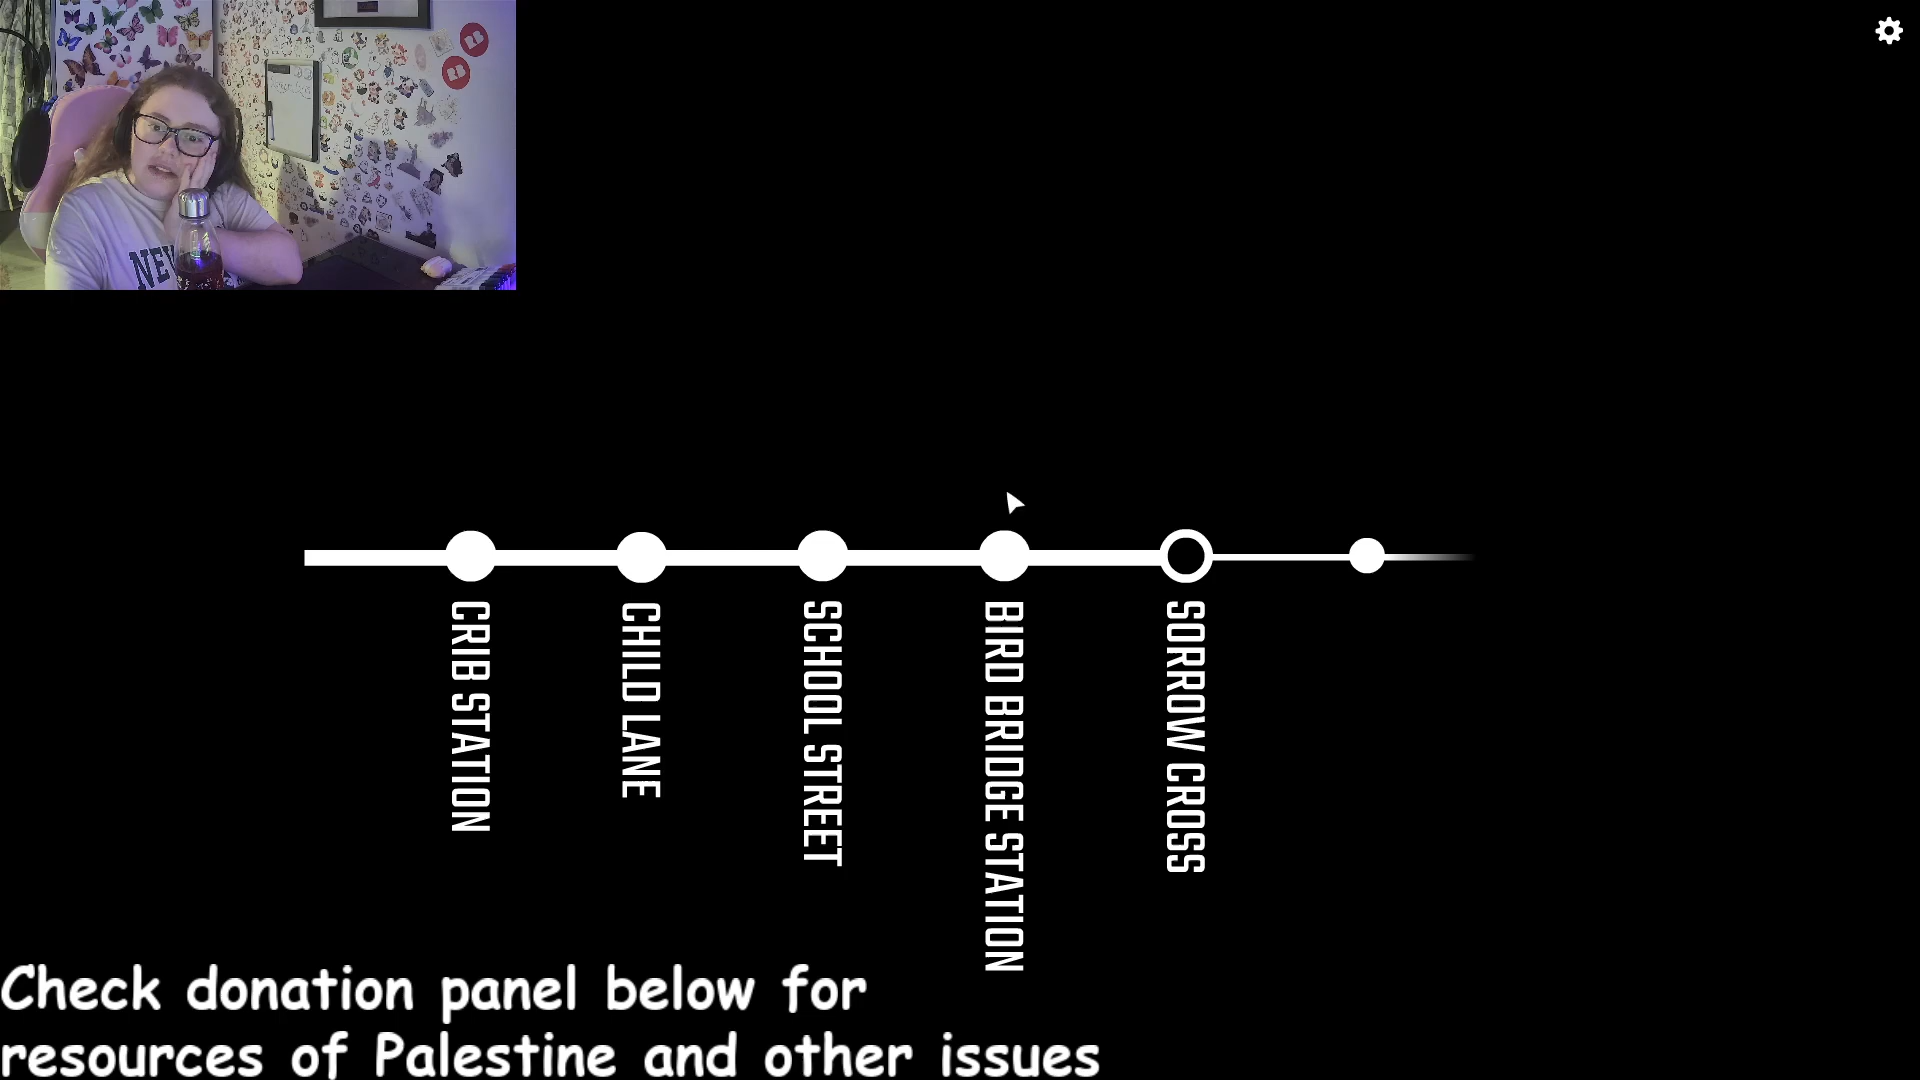 NEW
CRIB STATION
CHILD LANE
SCHOOL STREET
BIRD BRIDGE STATION
SORROW CROSS
Check donation panel below for
resources of Palestine and other issues